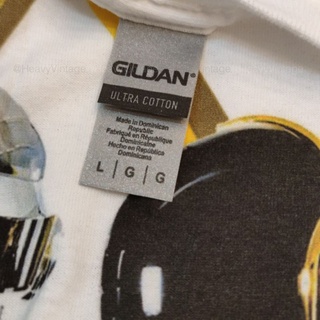 GILDAN®
ULTRA COTTON
Made in Dominican
Republic
Fabriqué en République
Dominicaine
Hecho en República
Dominicana
L | G | G